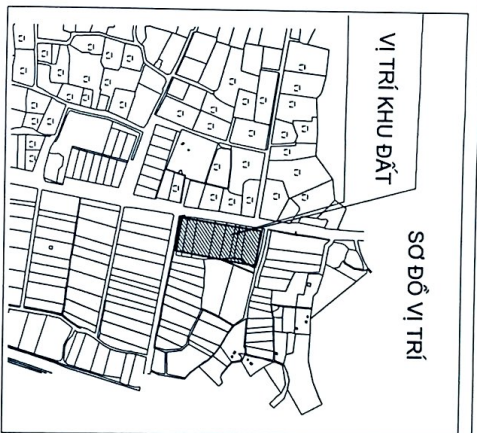 SƠ ĐỒ VỊ TRÍ
VỊ TRÍ KHU ĐẤT